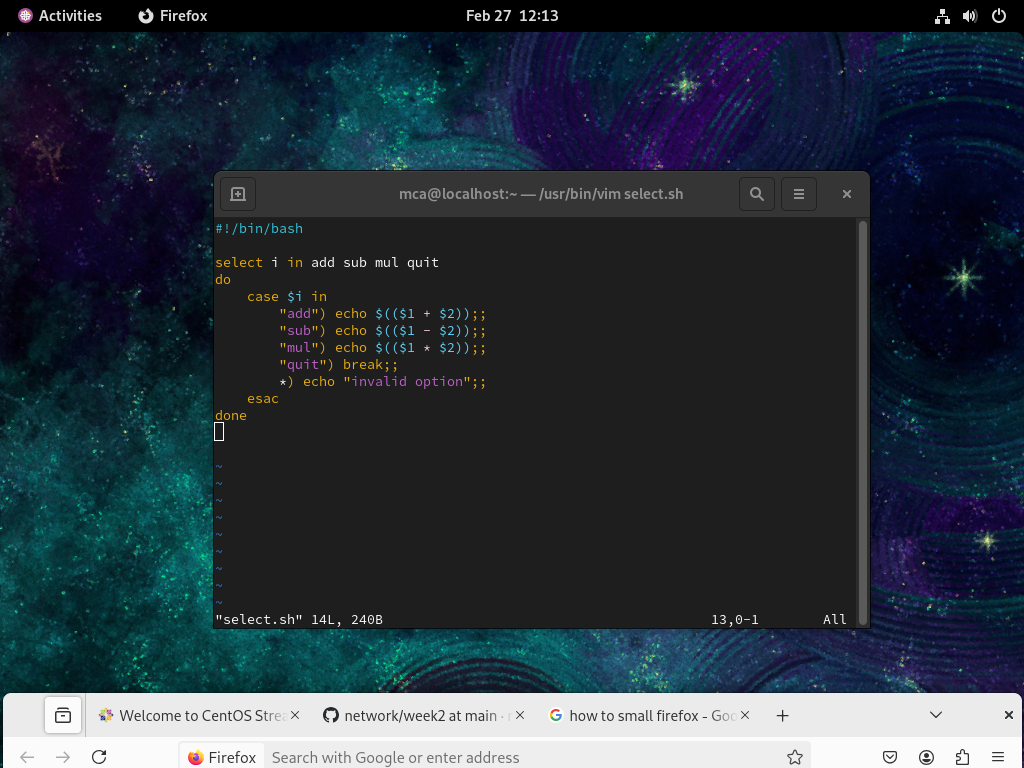 Activities Firefox Feb 27 12:13
mca@localhost:~ — /usr/bin/vim select.sh
#!/bin/bash
select i in add sub mul quit
do
    case $i in
        "add") echo $(($1 + $2));;
        "sub") echo $(($1 - $2));;
        "mul") echo $(($1 * $2));;
        "quit") break;;
        *) echo "invalid option";;
    esac
done
~
~
~
~
~
~
~
~
~
"select.sh" 14L, 240B 13,0-1 All
Welcome to CentOS Strea network/week2 at main · how to small firefox - Goo
Firefox Search with Google or enter address